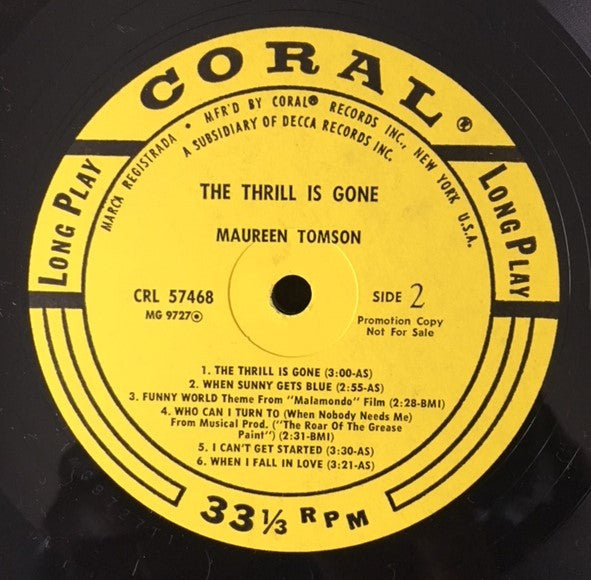 CORAL®
MARCA REGISTRADA • MFR'D BY CORAL® RECORDS INC., NEW YORK U.S.A.
A SUBSIDIARY OF DECCA RECORDS INC.
LONG PLAY
LONG PLAY
THE THRILL IS GONE
MAUREEN TOMSON
CRL 57468
MG 9727
SIDE 2
Promotion Copy
Not For Sale
1. THE THRILL IS GONE (3:00-AS)
2. WHEN SUNNY GETS BLUE (2:55-AS)
3. FUNNY WORLD Theme From "Malamondo" Film (2:28-BMI)
4. WHO CAN I TURN TO (When Nobody Needs Me)
From Musical Prod. ("The Roar Of The Grease
Paint") (2:31-BMI)
5. I CAN'T GET STARTED (3:30-AS)
6. WHEN I FALL IN LOVE (3:21-AS)
33⅓ RPM